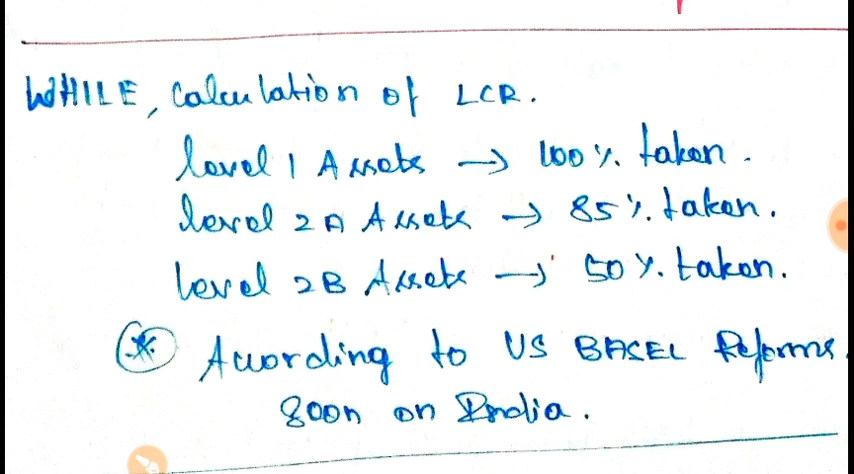 WHILE, Calculation of LCR.
level 1 Assets → 100 %. taken.
level 2A Assets → 85 %. taken.
level 2B Assets → 50 %. taken.
* According to US BASEL Reforms.
soon on India.